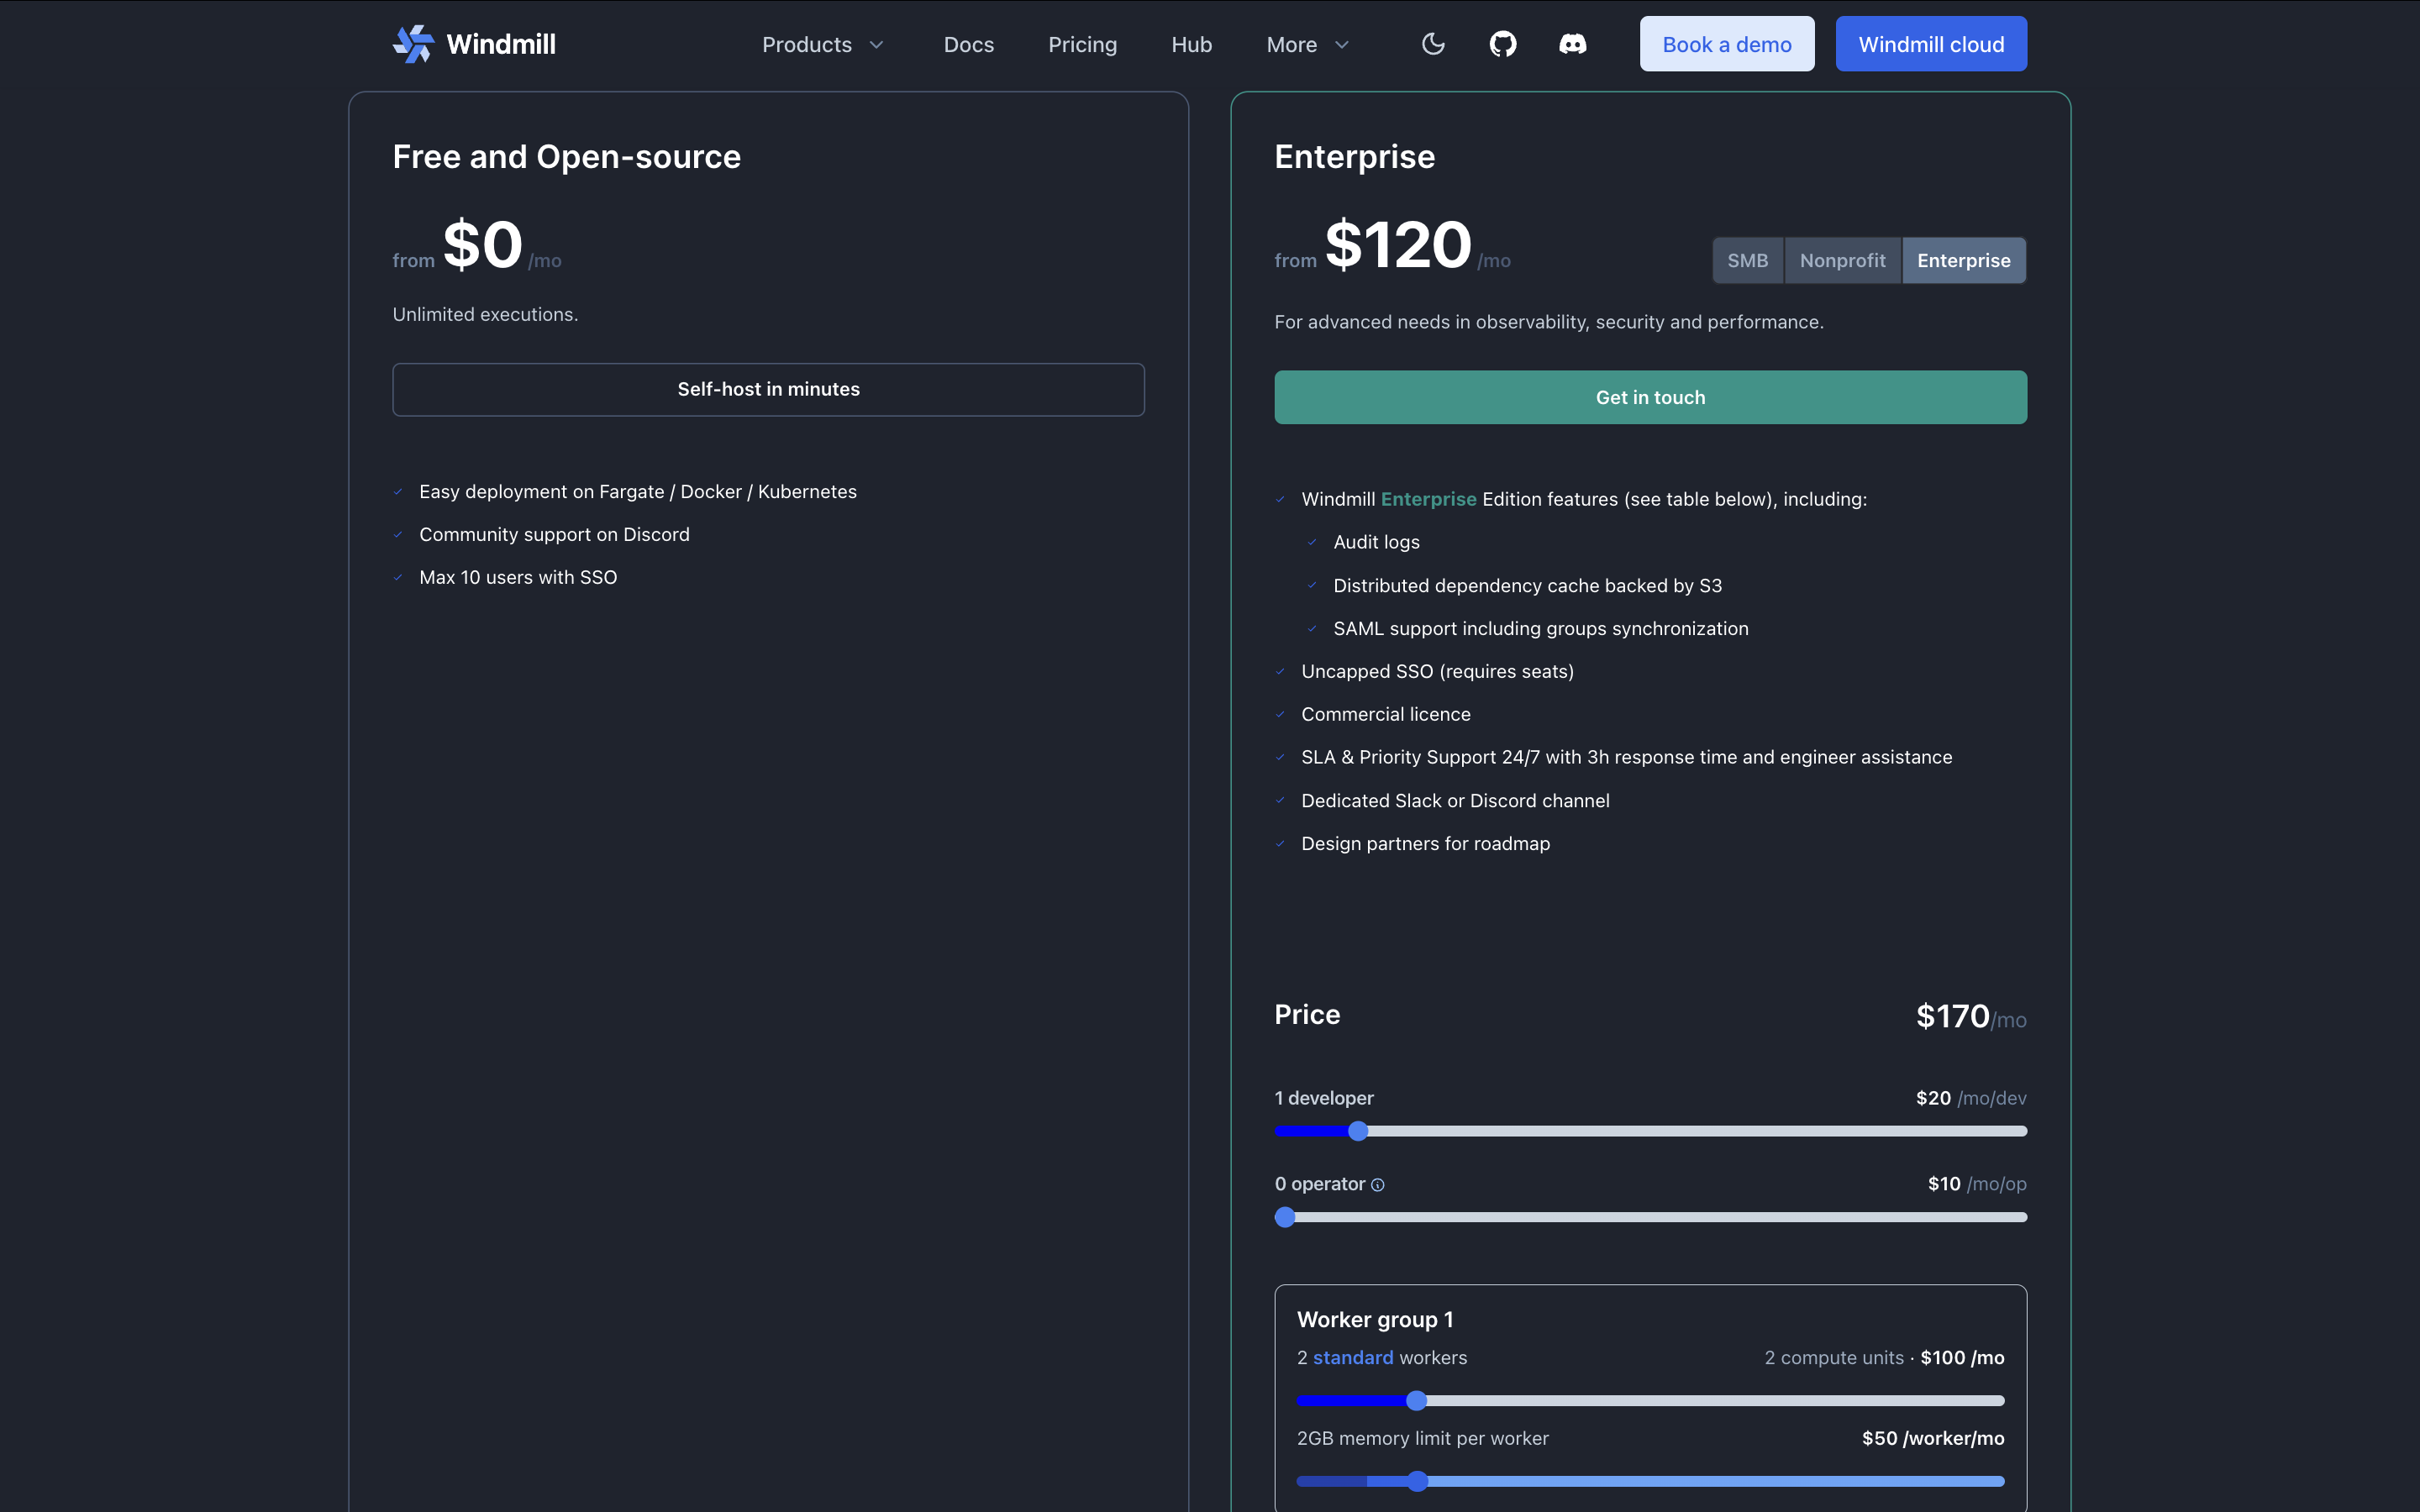 Windmill
Products
Docs
Pricing
Hub
More
Book a demo
Windmill cloud
Free and Open-source
from $0 /mo
Unlimited executions.
Self-host in minutes
Easy deployment on Fargate / Docker / Kubernetes
Community support on Discord
Max 10 users with SSO
Enterprise
from $120 /mo
SMB
Nonprofit
Enterprise
For advanced needs in observability, security and performance.
Get in touch
Windmill Enterprise Edition features (see table below), including:
Audit logs
Distributed dependency cache backed by S3
SAML support including groups synchronization
Uncapped SSO (requires seats)
Commercial licence
SLA & Priority Support 24/7 with 3h response time and engineer assistance
Dedicated Slack or Discord channel
Design partners for roadmap
Price $170/mo
1 developer $20 /mo/dev
0 operator $10 /mo/op
Worker group 1
2 standard workers 2 compute units · $100 /mo
2GB memory limit per worker $50 /worker/mo